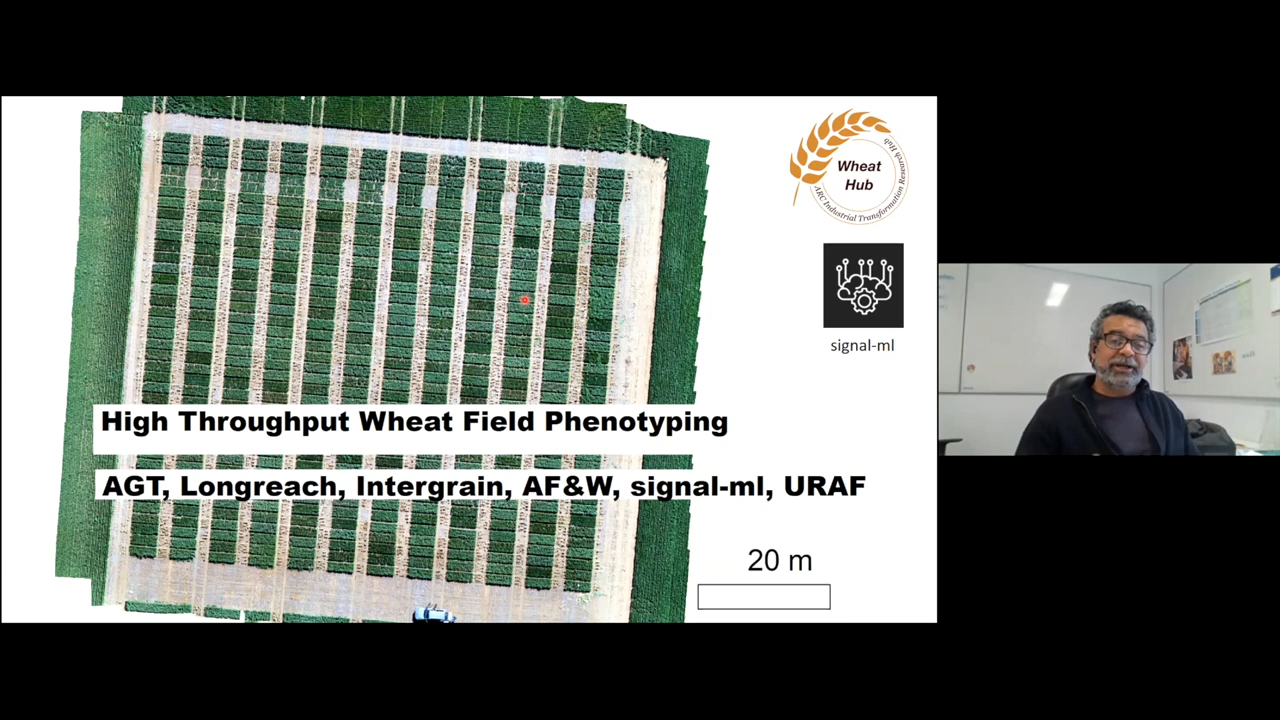 Wheat
Hub
ARC Industrial Transformation Research Hub
signal-ml
High Throughput Wheat Field Phenotyping
AGT, Longreach, Intergrain, AF&W, signal-ml, URAF
20 m